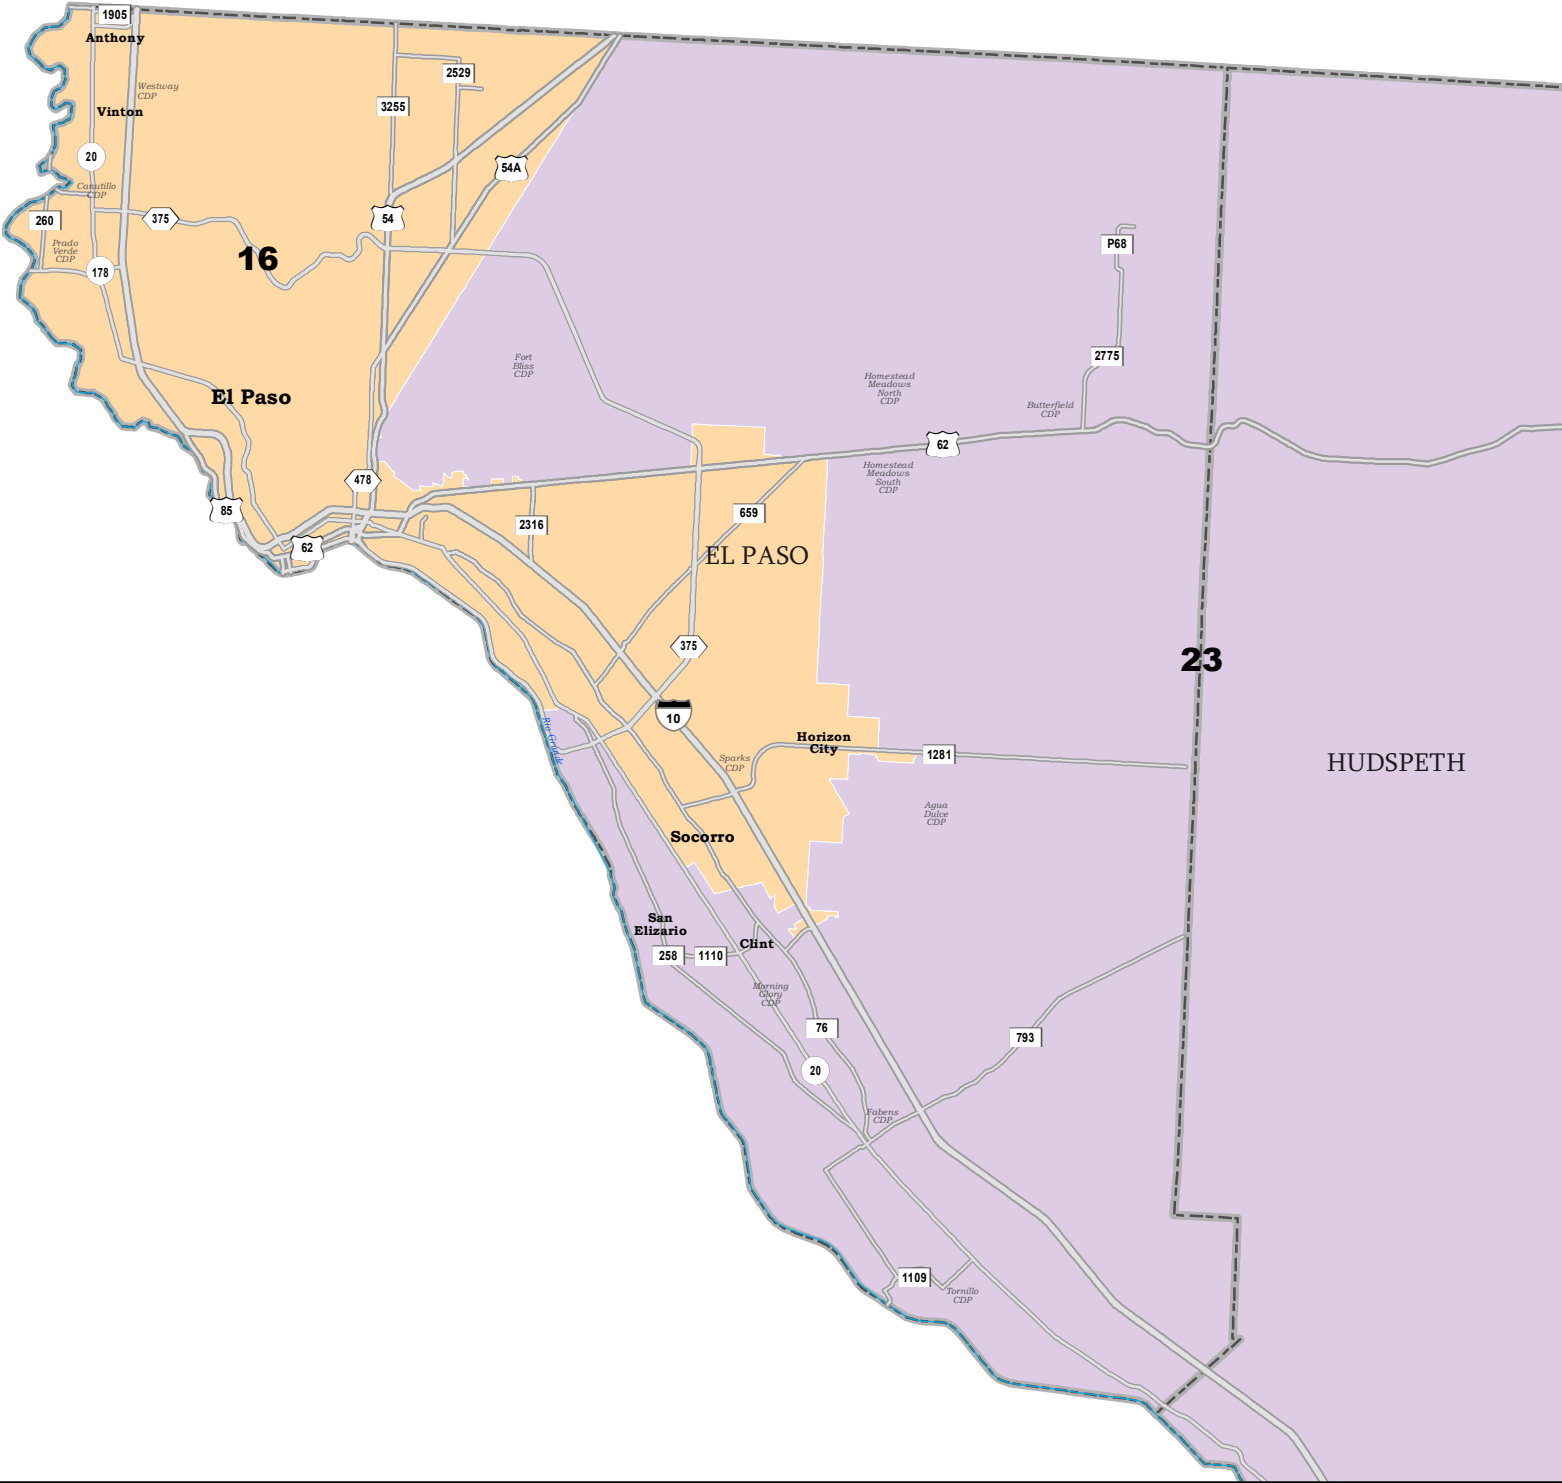 1905
Anthony
2529
Westway
CDP
3255
Vinton
20
54A
Canutillo
CDP
260
375
54
Prado
Verde
CDP
16
178
P68
Fort
Bliss
CDP
2775
Homestead
Meadows
North
CDP
El Paso
Butterfield
CDP
62
Homestead
Meadows
South
CDP
478
85
659
2316
62
EL PASO
375
23
10
Rio Grande
Horizon
City
1281
Sparks
CDP
HUDSPETH
Agua
Dulce
CDP
Socorro
San
Elizario
Clint
258
1110
Morning
Glory
CDP
76
793
20
Fabens
CDP
1109
Tornillo
CDP